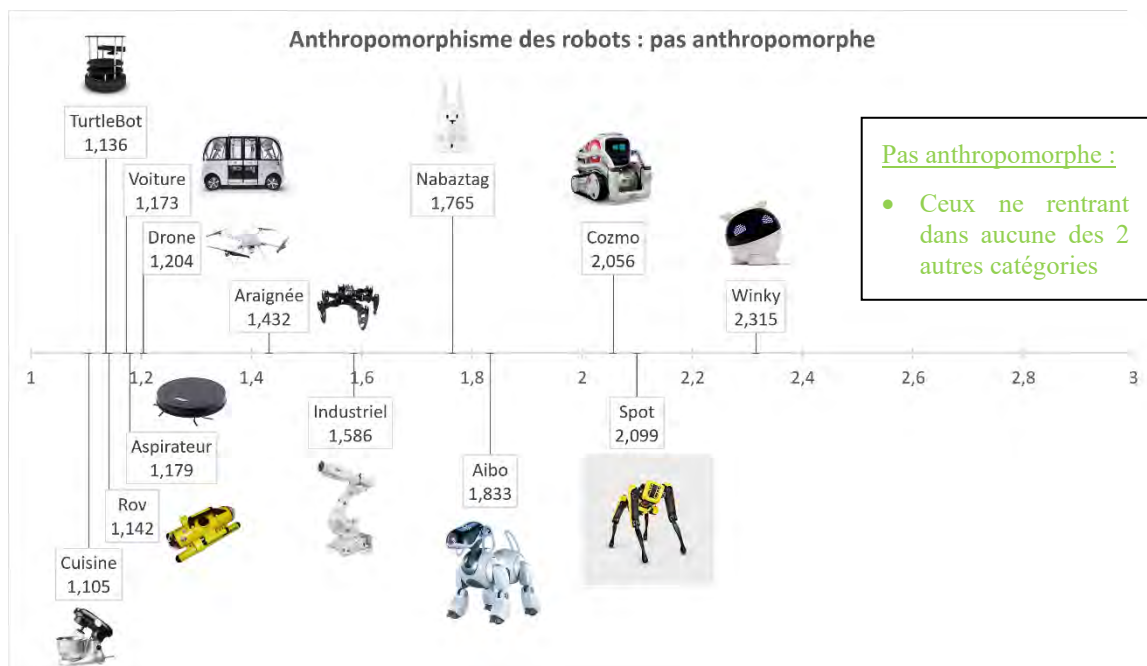 Anthropomorphisme des robots : pas anthropomorphe
TurtleBot
1,136
Voiture
1,173
Drone
1,204
Araignée
1,432
Nabaztag
1,765
Cozmo
2,056
Winky
2,315
Pas anthropomorphe :
• Ceux ne rentrant
dans aucune des 2
autres catégories
1 1,2 1,4 1,6 1,8 2 2,2 2,4 2,6 2,8 3
Aspirateur
1,179
Rov
1,142
Cuisine
1,105
Industriel
1,586
Aibo
1,833
Spot
2,099